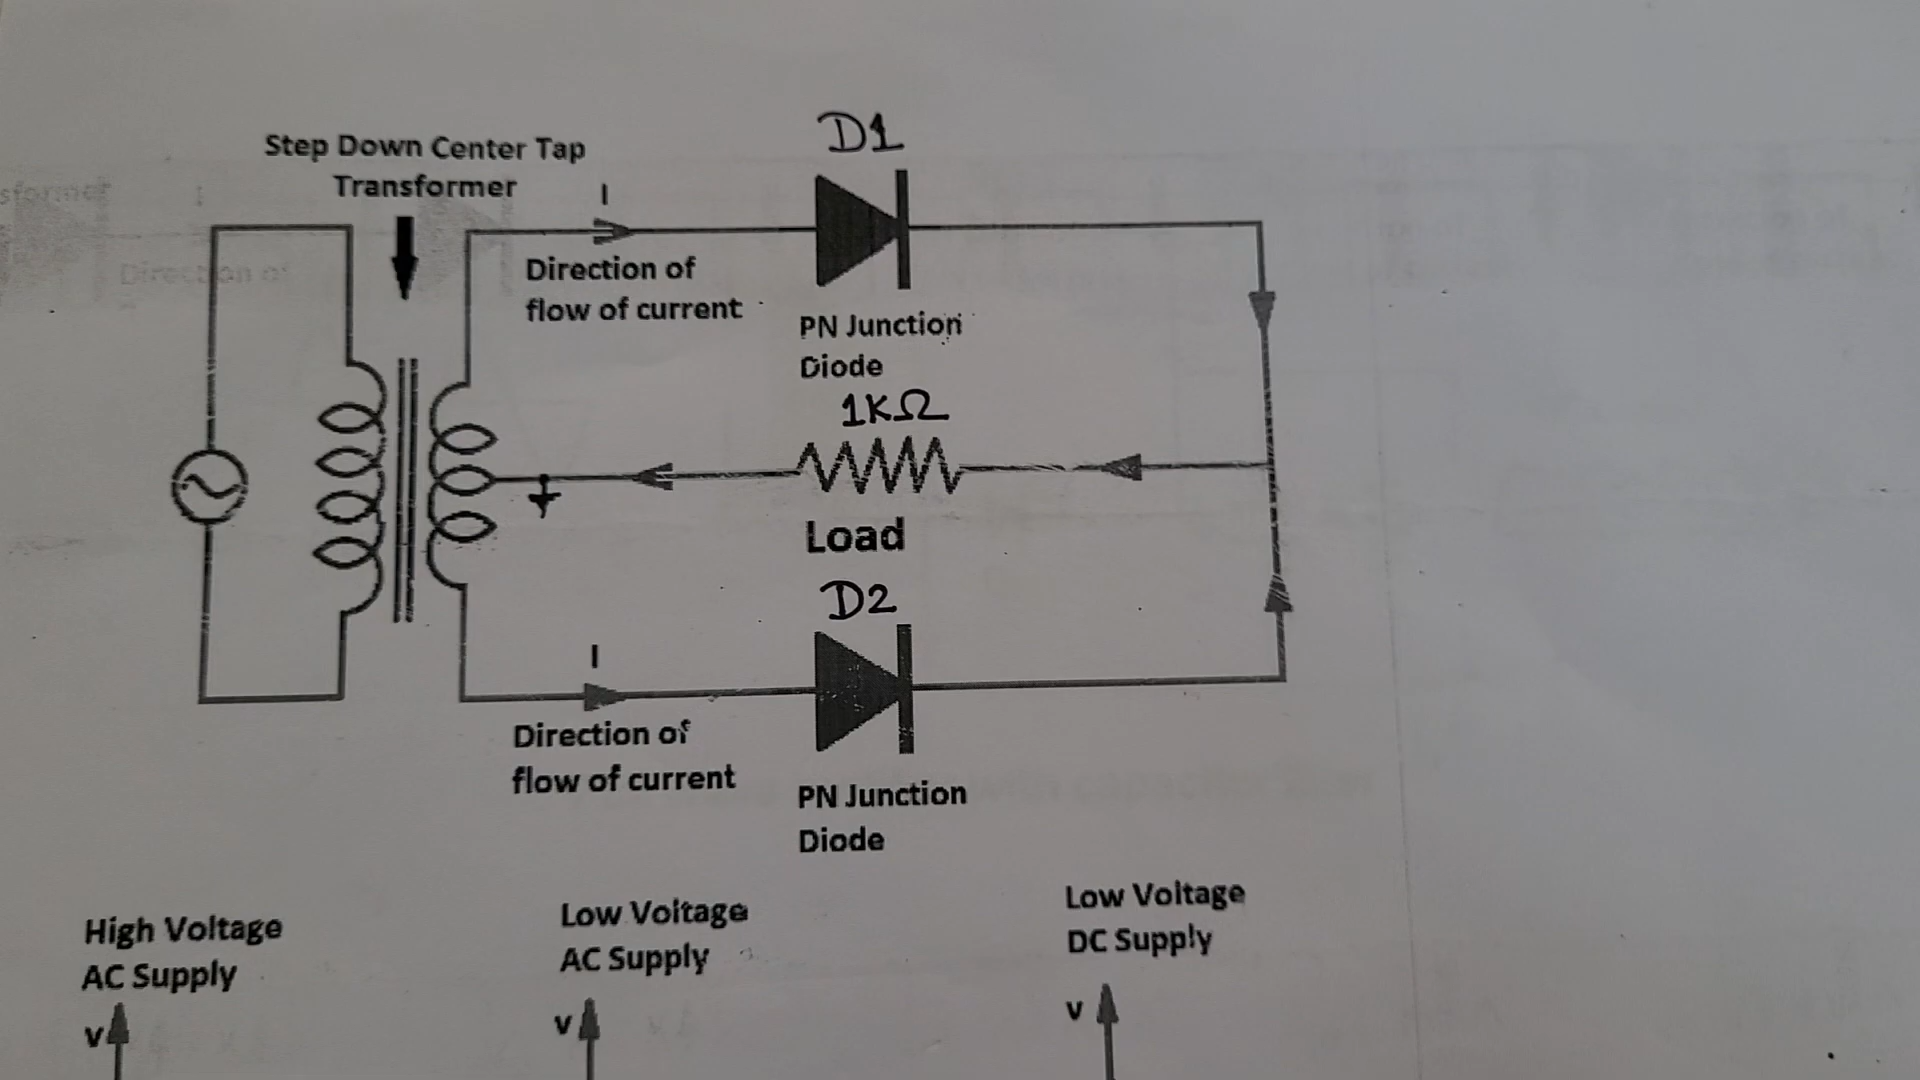 D1
Step Down Center Tap
Transformer
I
Direction of
flow of current
PN Junction
Diode
1KΩ
Load
D2
I
Direction of
flow of current
PN Junction
Diode
High Voltage
AC Supply
V
Low Voltage
AC Supply
V
Low Voltage
DC Supply
V